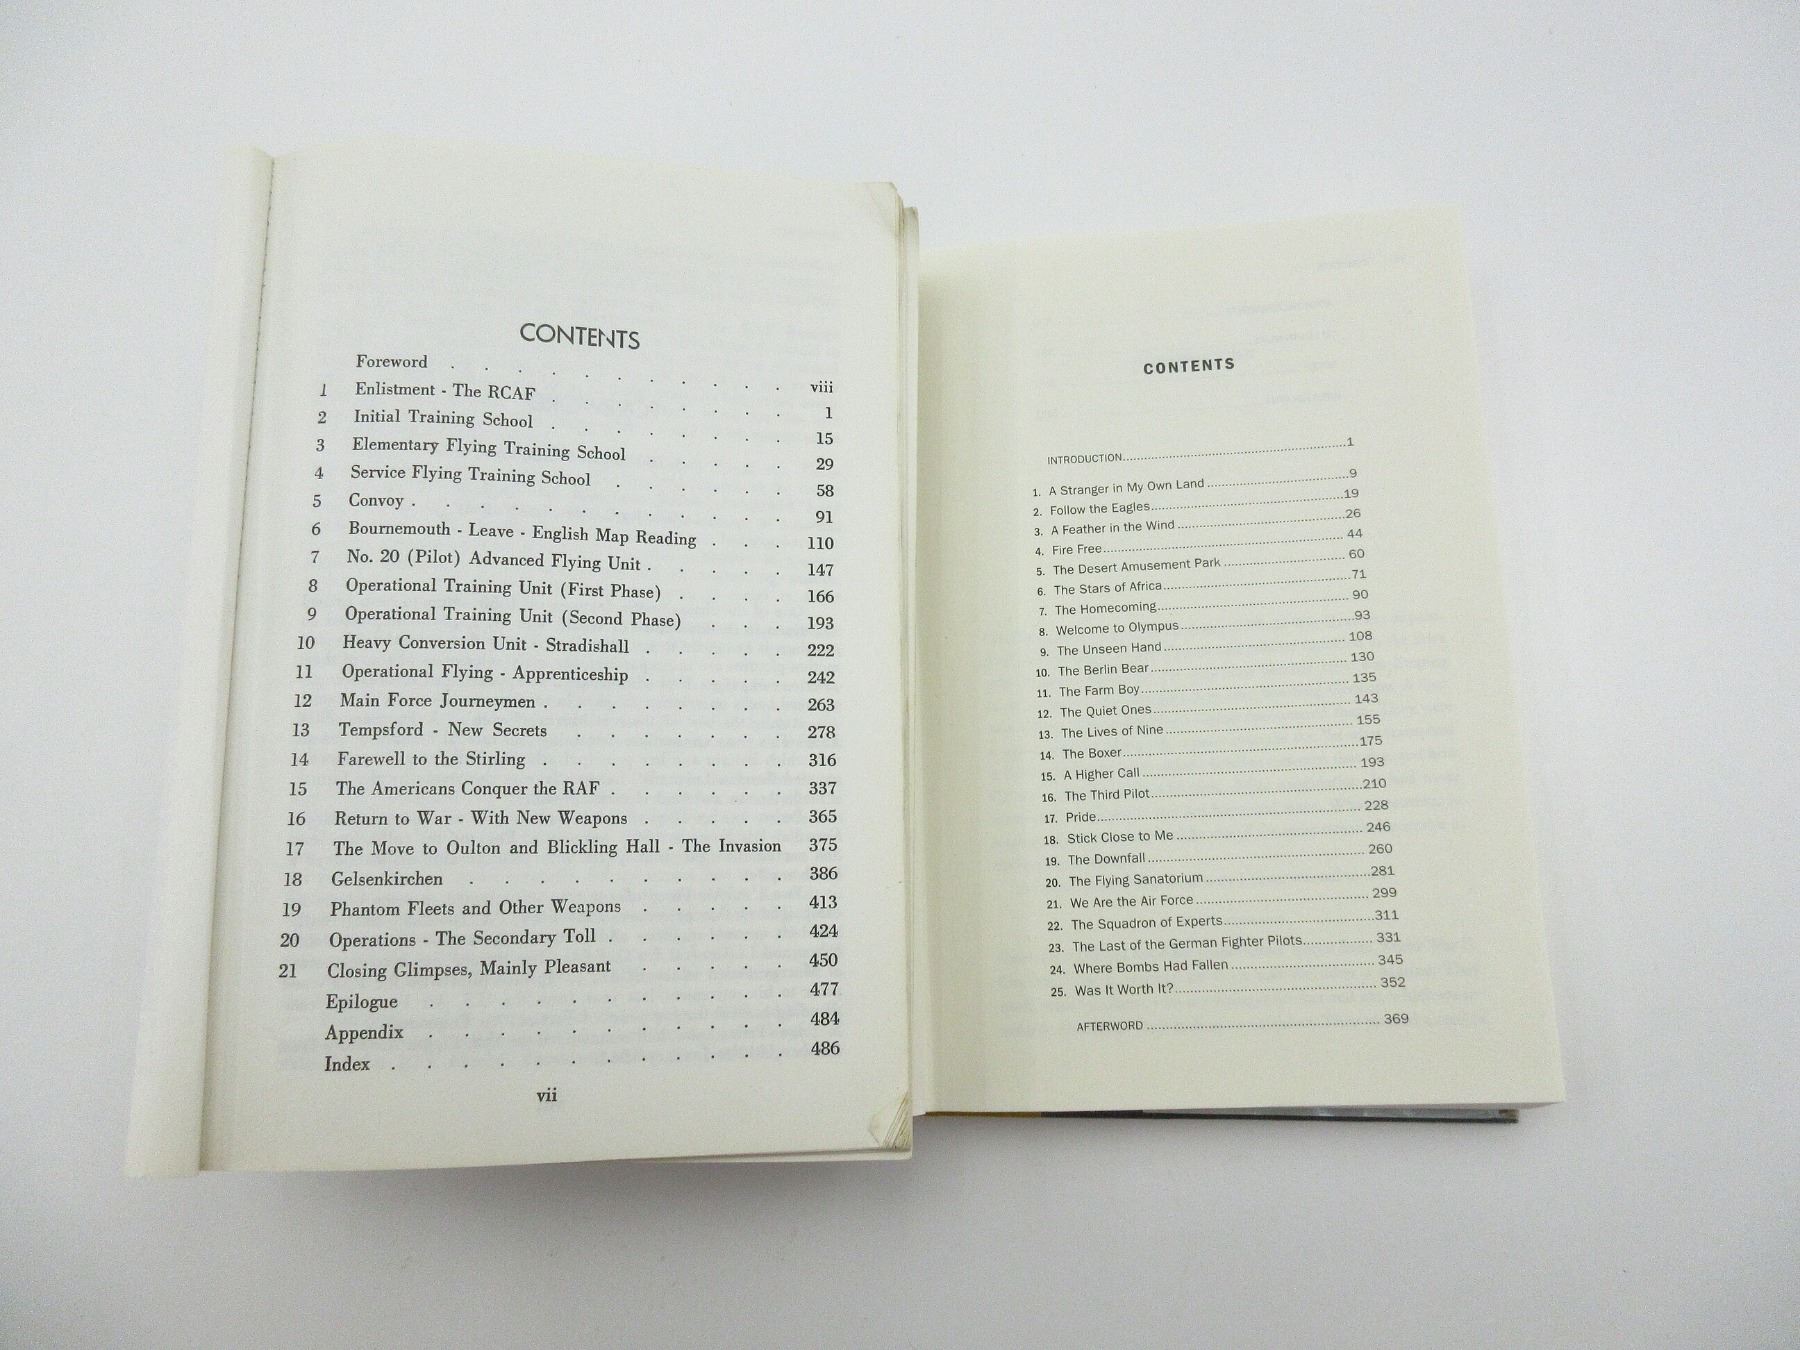 CONTENTS
Foreword . . . . . . . . . . viii
1 Enlistment - The RCAF . . . . . . . . 1
2 Initial Training School . . . . . . . . 15
3 Elementary Flying Training School . . . . . 29
4 Service Flying Training School . . . . . . 58
5 Convoy . . . . . . . . . . . . 91
6 Bournemouth - Leave - English Map Reading . . . 110
7 No. 20 (Pilot) Advanced Flying Unit . . . . . 147
8 Operational Training Unit (First Phase) . . . . 166
9 Operational Training Unit (Second Phase) . . . 193
10 Heavy Conversion Unit - Stradishall . . . . . 222
11 Operational Flying - Apprenticeship . . . . . 242
12 Main Force Journeymen . . . . . . . . 263
13 Tempsford - New Secrets . . . . . . . 278
14 Farewell to the Stirling . . . . . . . . 316
15 The Americans Conquer the RAF . . . . . . 337
16 Return to War - With New Weapons . . . . . 365
17 The Move to Oulton and Blickling Hall - The Invasion 375
18 Gelsenkirchen . . . . . . . . . . 386
19 Phantom Fleets and Other Weapons . . . . . 413
20 Operations - The Secondary Toll . . . . . . 424
21 Closing Glimpses, Mainly Pleasant . . . . . 450
Epilogue . . . . . . . . . . . 477
Appendix . . . . . . . . . . . 484
Index . . . . . . . . . . . . 486
vii
CONTENTS
INTRODUCTION....................1
1. A Stranger in My Own Land....................9
2. Follow the Eagles....................19
3. A Feather in the Wind....................26
4. Fire Free....................44
5. The Desert Amusement Park....................60
6. The Stars of Africa....................71
7. The Homecoming....................90
8. Welcome to Olympus....................93
9. The Unseen Hand....................108
10. The Berlin Bear....................130
11. The Farm Boy....................135
12. The Quiet Ones....................143
13. The Lives of Nine....................155
14. The Boxer....................175
15. A Higher Call....................193
16. The Third Pilot....................210
17. Pride....................228
18. Stick Close to Me....................246
19. The Downfall....................260
20. The Flying Sanatorium....................281
21. We Are the Air Force....................299
22. The Squadron of Experts....................311
23. The Last of the German Fighter Pilots....................331
24. Where Bombs Had Fallen....................345
25. Was It Worth It?....................352
AFTERWORD....................369